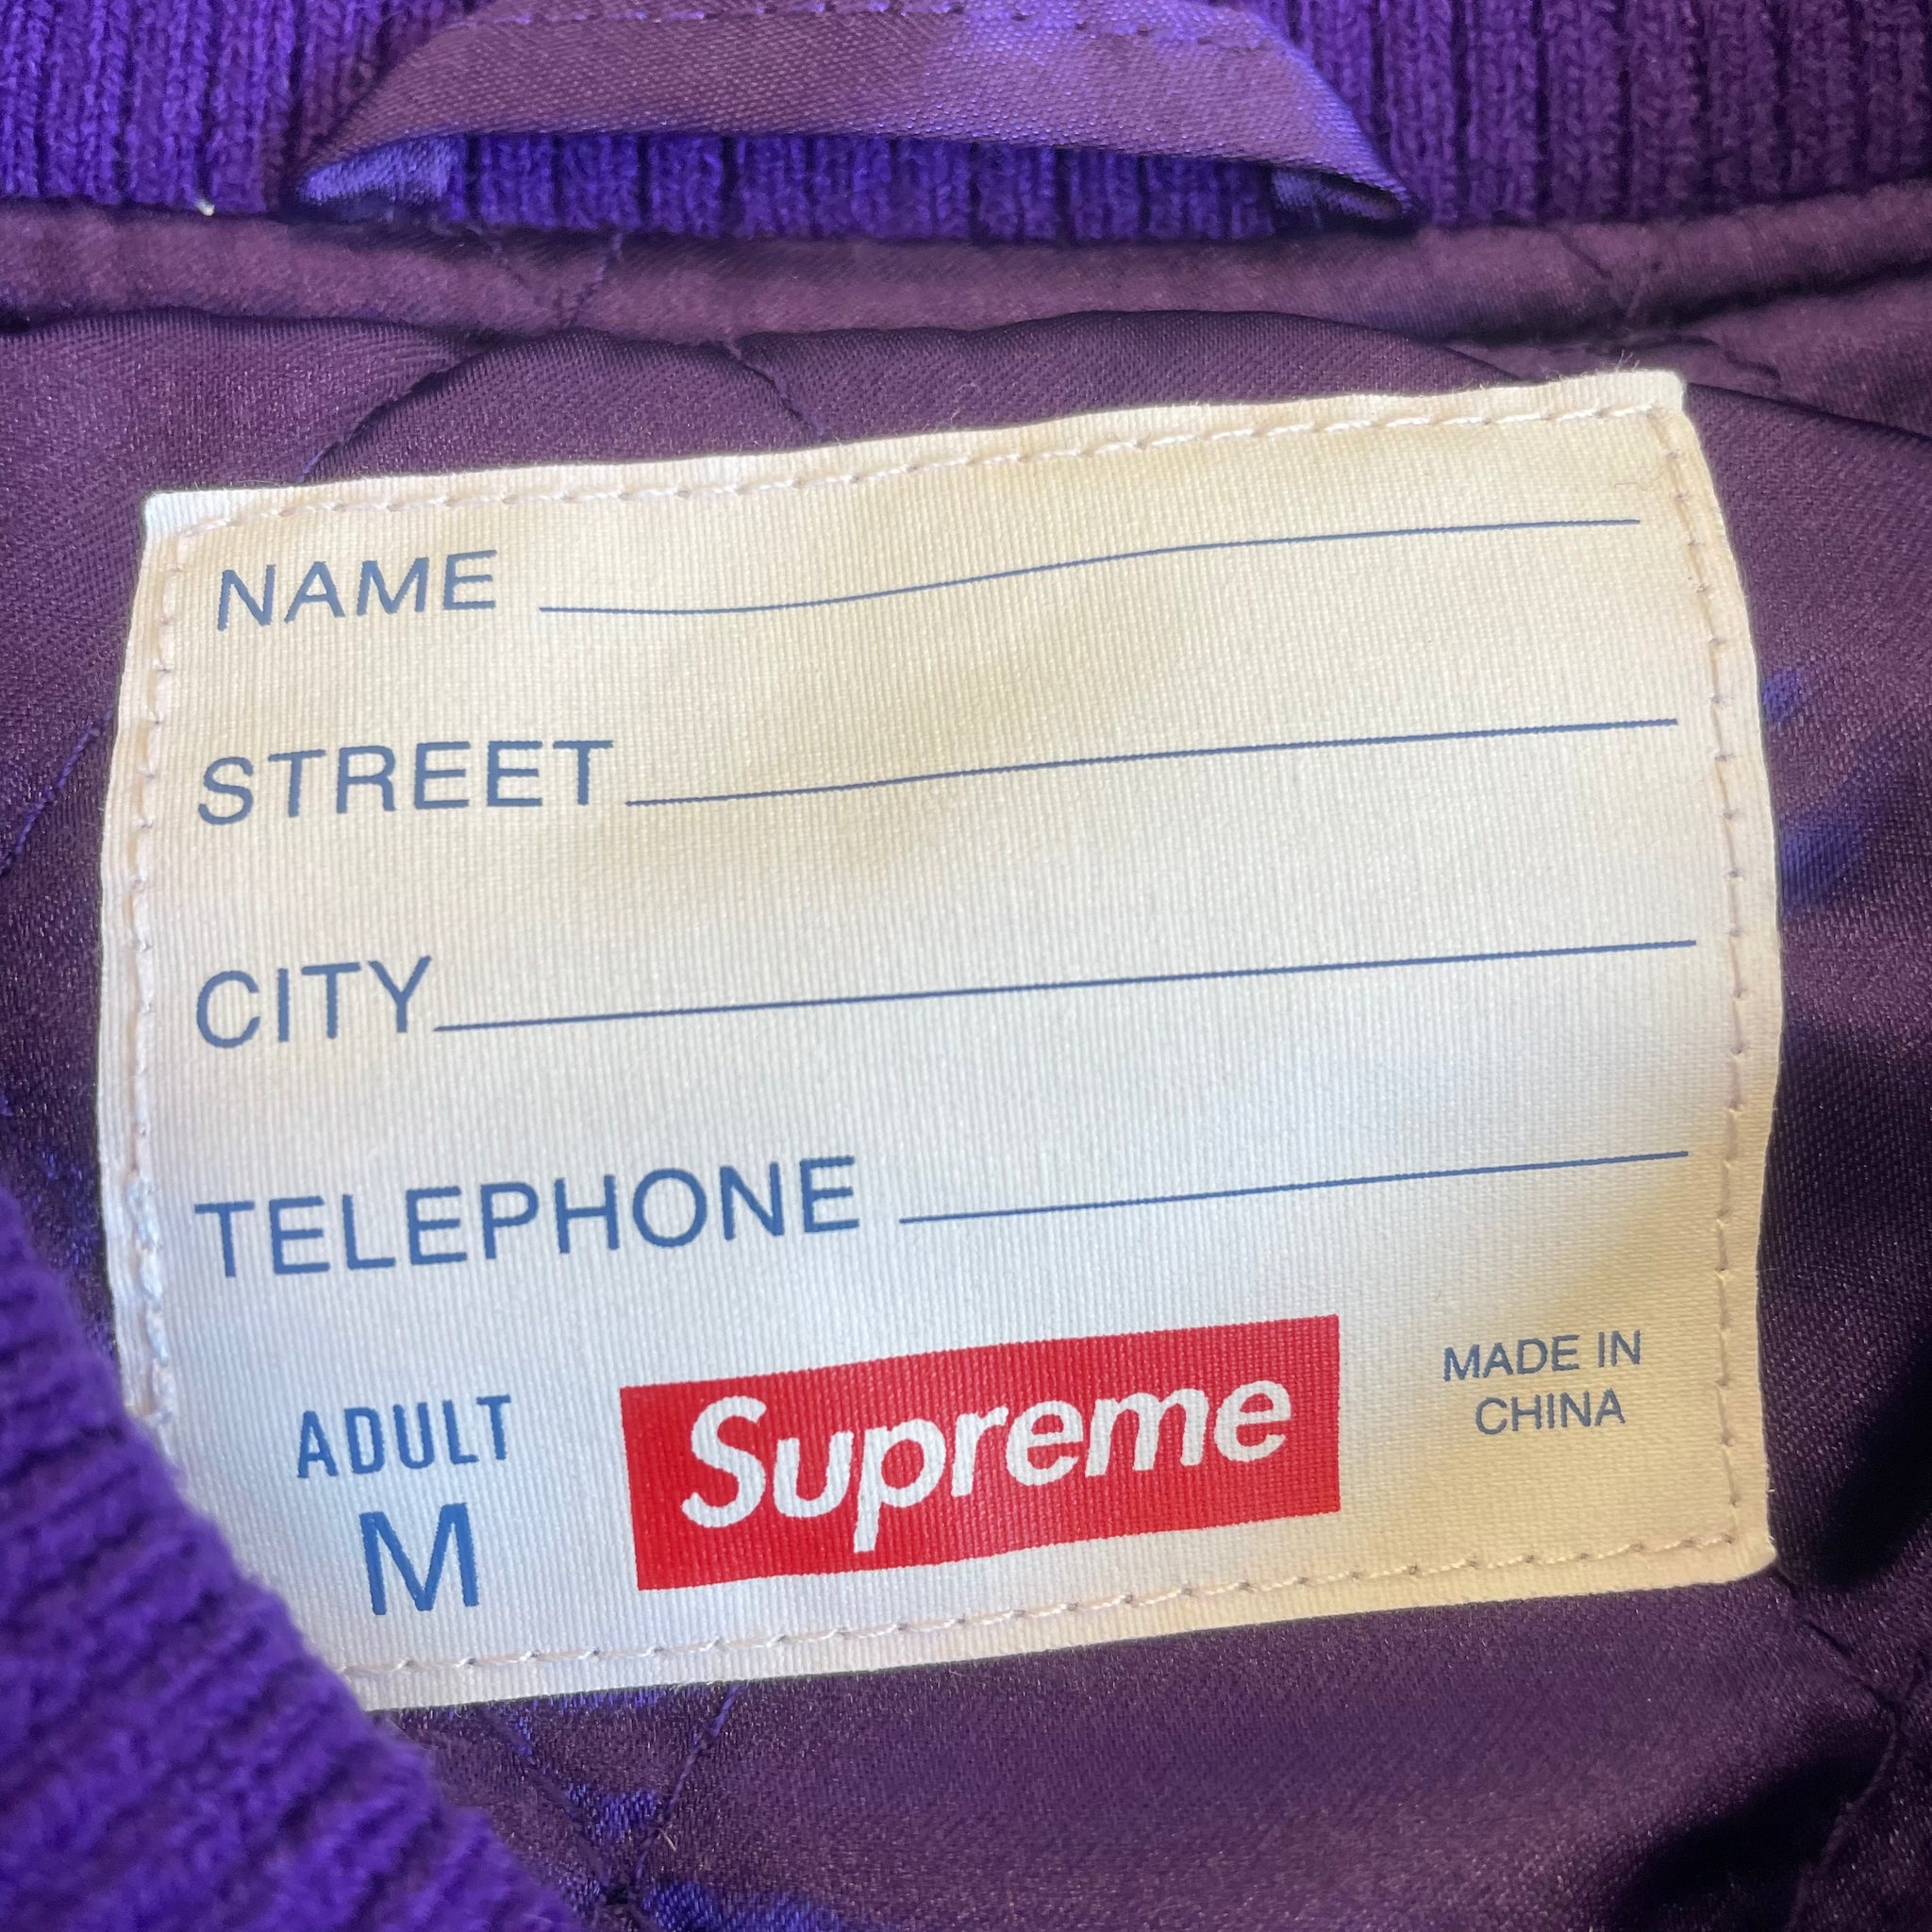 NAME
STREET
CITY
TELEPHONE
ADULT
M
Supreme
MADE IN
CHINA